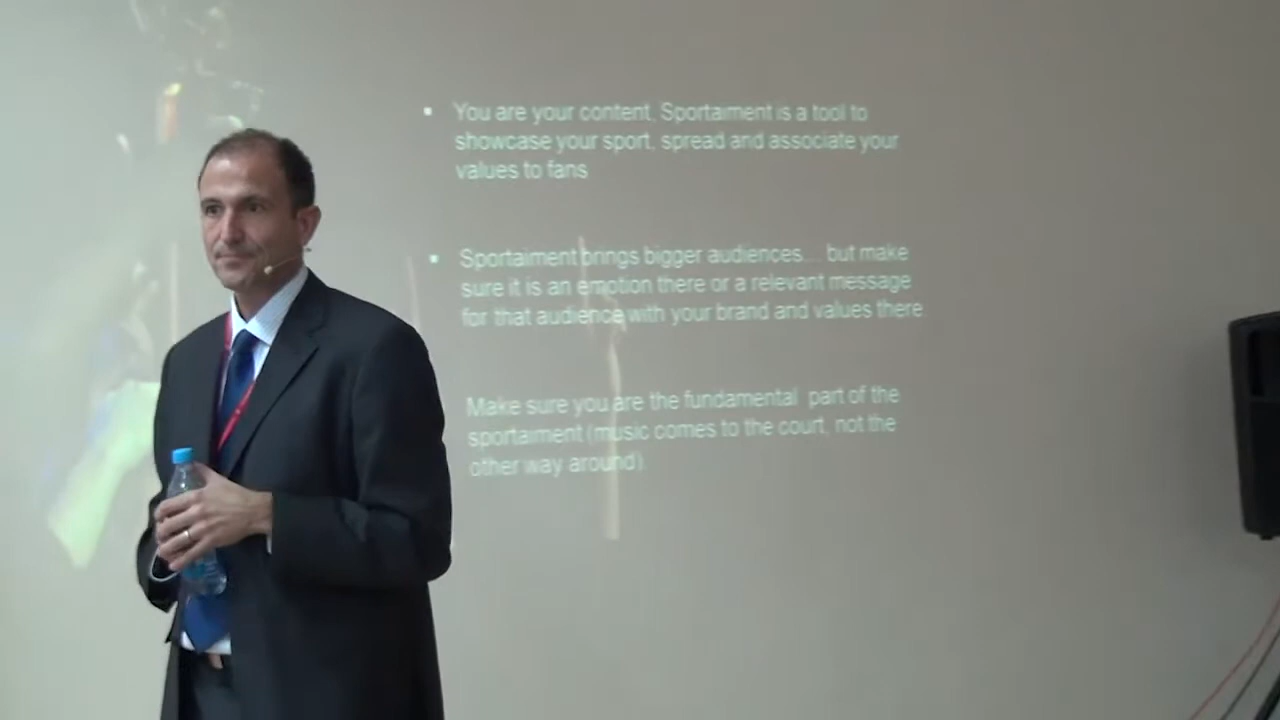 You are your content. Sportaiment is a tool to
showcase your sport, spread and associate your
values to fans
Sportaiment brings bigger audiences... but make
sure it is an emotion there or a relevant message
for that audience with your brand and values there
Make sure you are the fundamental part of the
sportaiment (music comes to the court, not the
other way around)